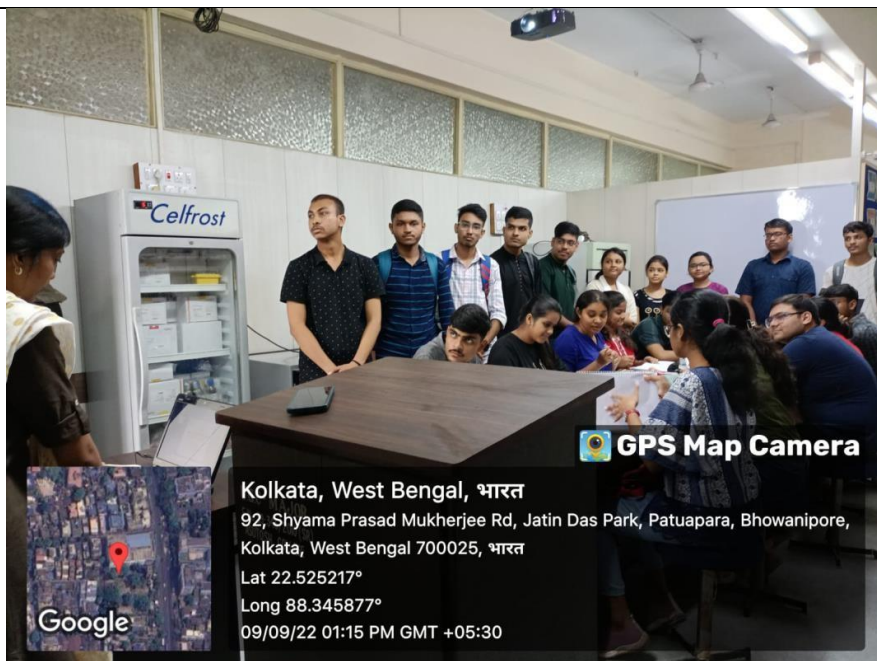 Celfrost
GPS Map Camera
Kolkata, West Bengal, भारत
92, Shyama Prasad Mukherjee Rd, Jatin Das Park, Patuapara, Bhowanipore,
Kolkata, West Bengal 700025, भारत
Lat 22.525217°
Long 88.345877°
09/09/22 01:15 PM GMT +05:30
Google